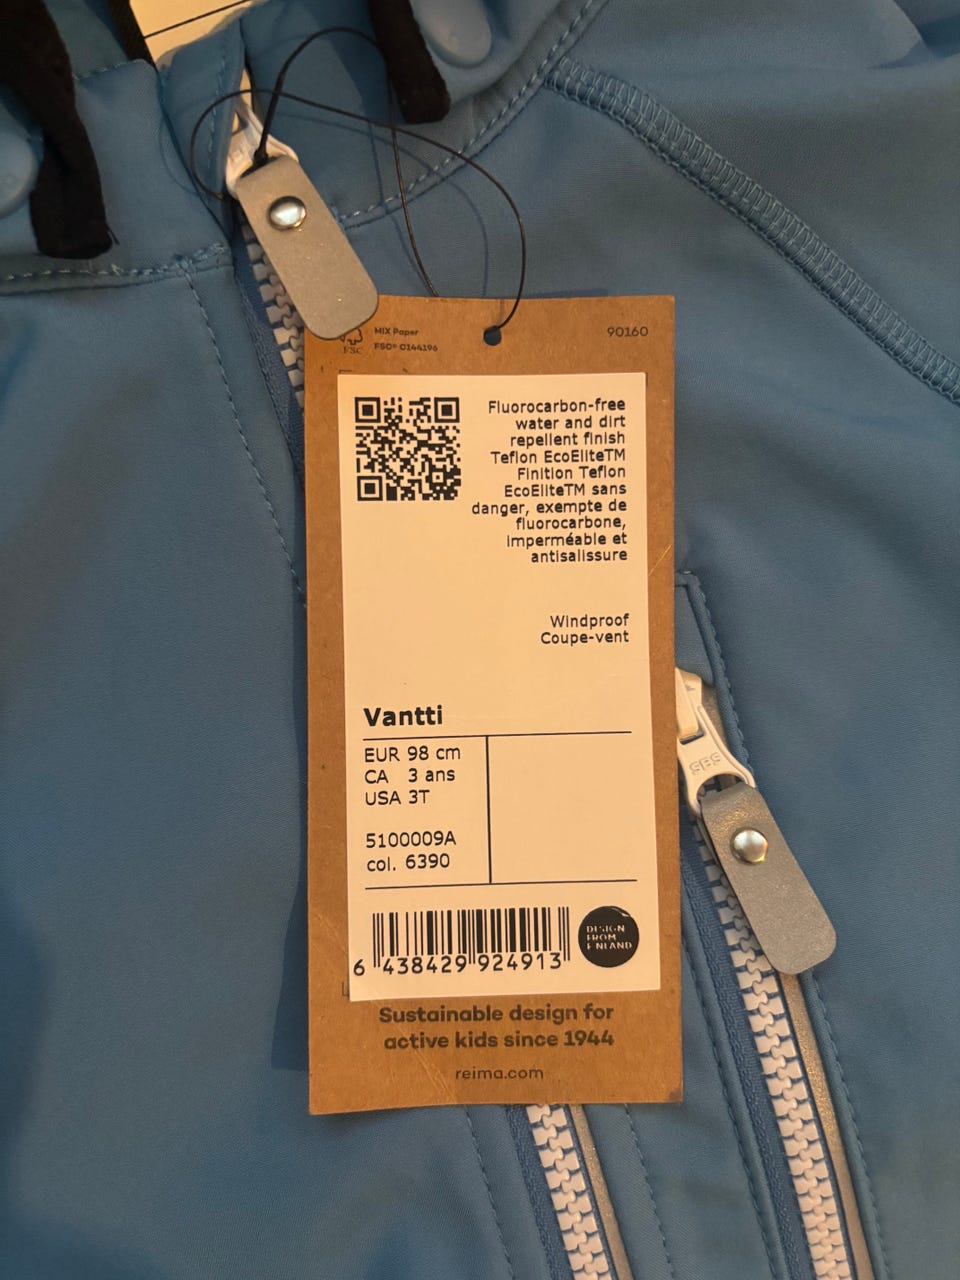 MIX Paper
FSC® C144196
FSC
90160
Fluorocarbon-free
water and dirt
repellent finish
Teflon EcoEliteTM
Finition Teflon
EcoEliteTM sans
danger, exempte de
fluorocarbone,
imperméable et
antisalissure
Windproof
Coupe-vent
Vantti
EUR 98 cm
CA 3 ans
USA 3T
5100009A
col. 6390
6 438429 924913
DESIGN
FROM
FINLAND
Sustainable design for
active kids since 1944
reima.com
SBS